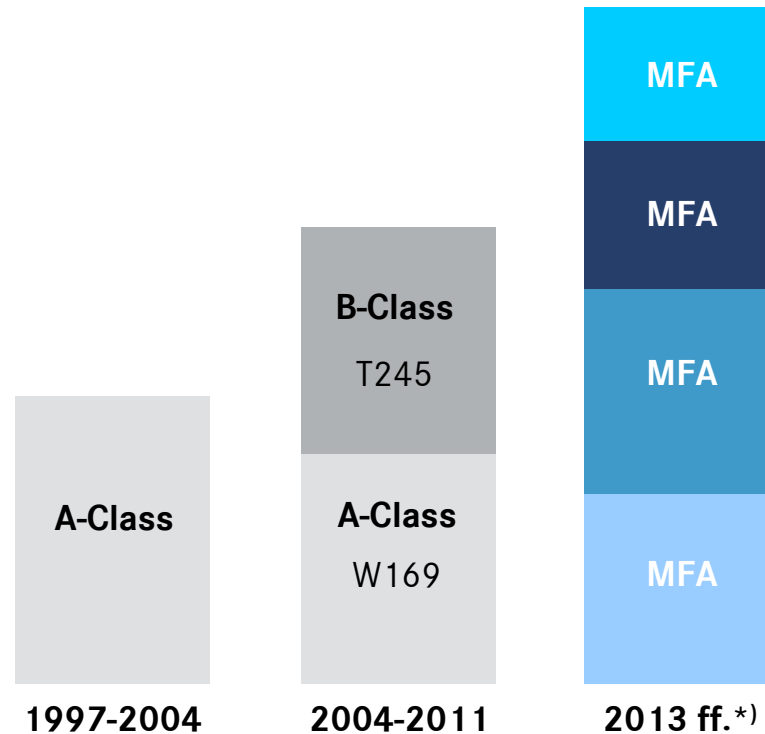 MFA
MFA
B-Class
T245
MFA
A-Class
A-Class
W169
MFA
1997-2004
2004-2011
2013 ff.*)